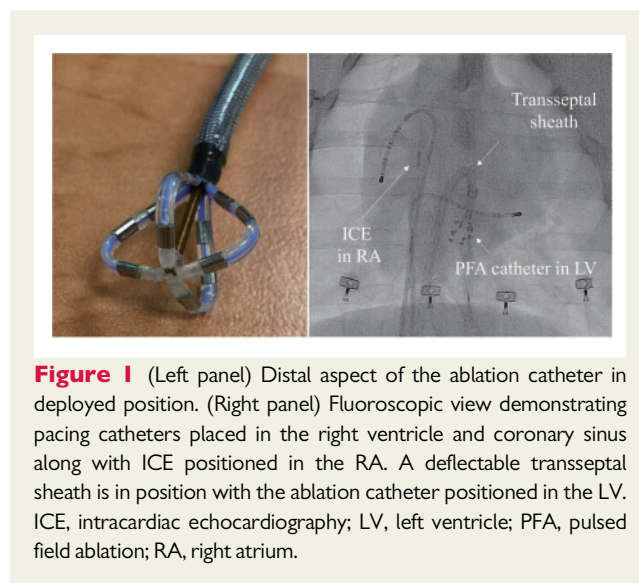 Transseptal
sheath
ICE
in RA
PFA catheter in LV
Figure 1 (Left panel) Distal aspect of the ablation catheter in
deployed position. (Right panel) Fluoroscopic view demonstrating
pacing catheters placed in the right ventricle and coronary sinus
along with ICE positioned in the RA. A deflectable transseptal
sheath is in position with the ablation catheter positioned in the LV.
ICE, intracardiac echocardiography; LV, left ventricle; PFA, pulsed
field ablation; RA, right atrium.